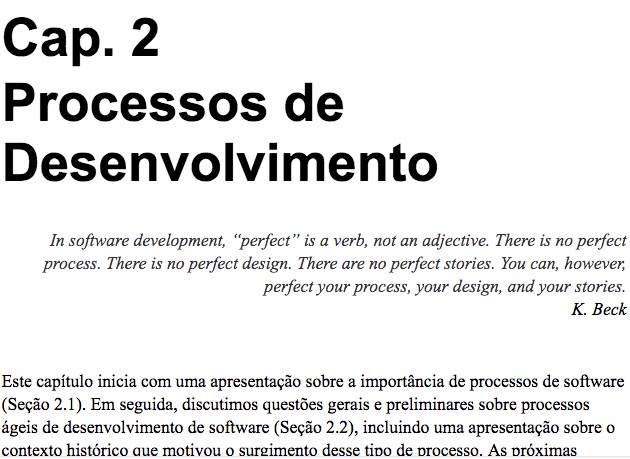 Cap. 2
Processos de
Desenvolvimento
In software development, “perfect” is a verb, not an adjective. There is no perfect
process. There is no perfect design. There are no perfect stories. You can, however,
perfect your process, your design, and your stories.
K. Beck
Este capítulo inicia com uma apresentação sobre a importância de processos de software
(Seção 2.1). Em seguida, discutimos questões gerais e preliminares sobre processos
ágeis de desenvolvimento de software (Seção 2.2), incluindo uma apresentação sobre o
contexto histórico que motivou o surgimento desse tipo de processo. As próximas